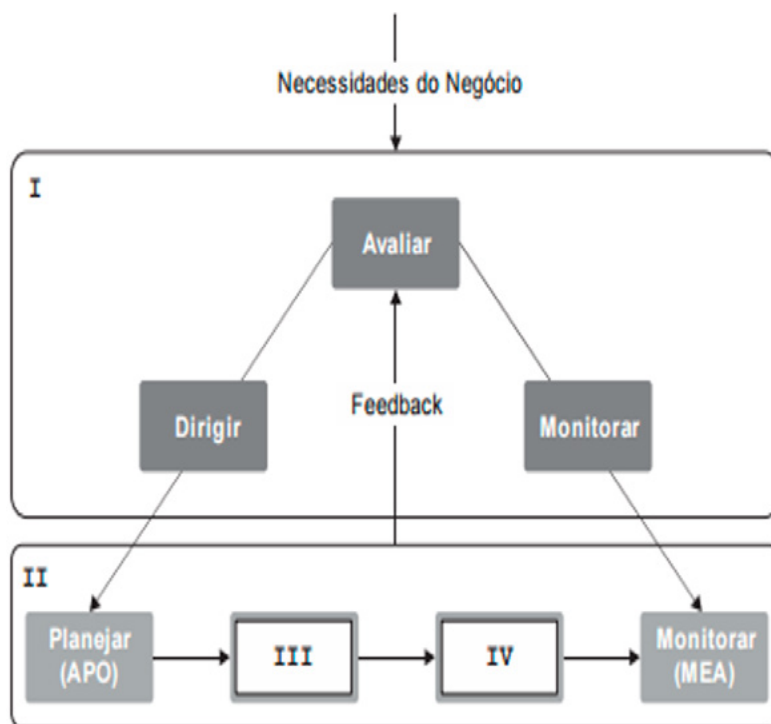 Necessidades do Negócio
I
Avaliar
Dirigir
Feedback
Monitorar
II
Planejar
(APO)
III
IV
Monitorar
(MEA)